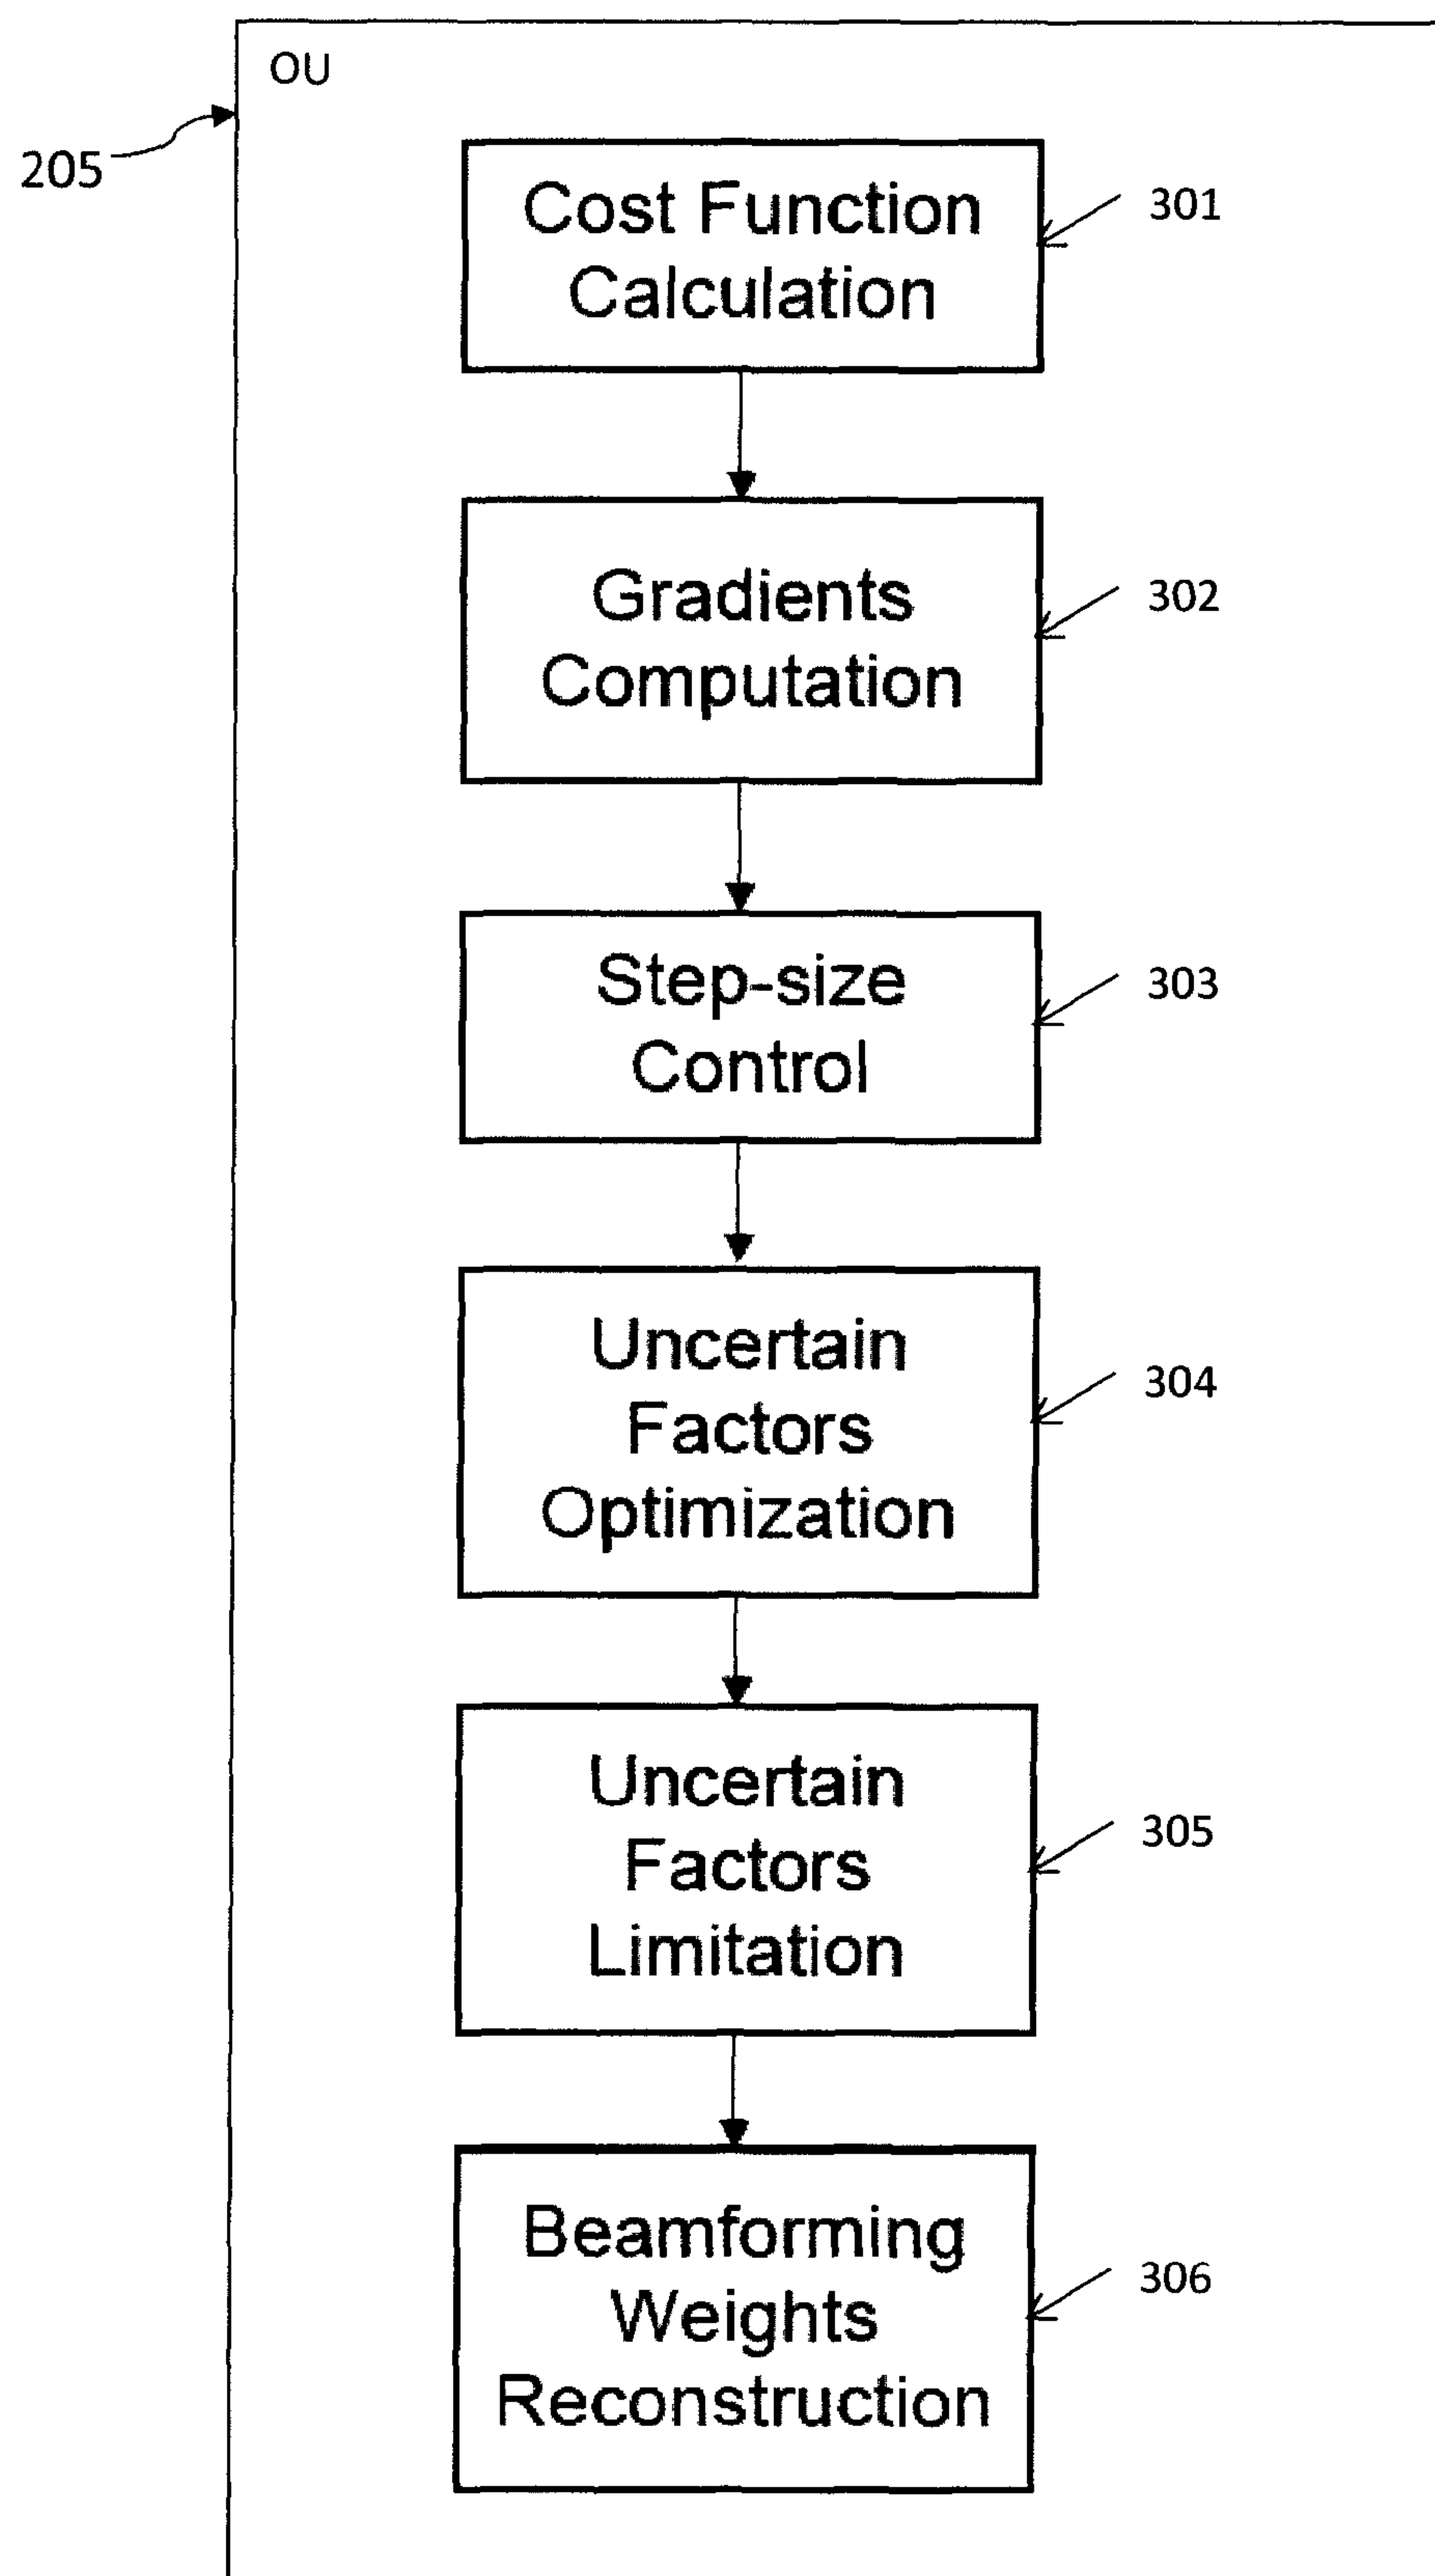 OU
205
Cost Function
Calculation
301
Gradients
Computation
302
Step-size
Control
303
Uncertain
Factors
Optimization
304
Uncertain
Factors
Limitation
305
Beamforming
Weights
Reconstruction
306